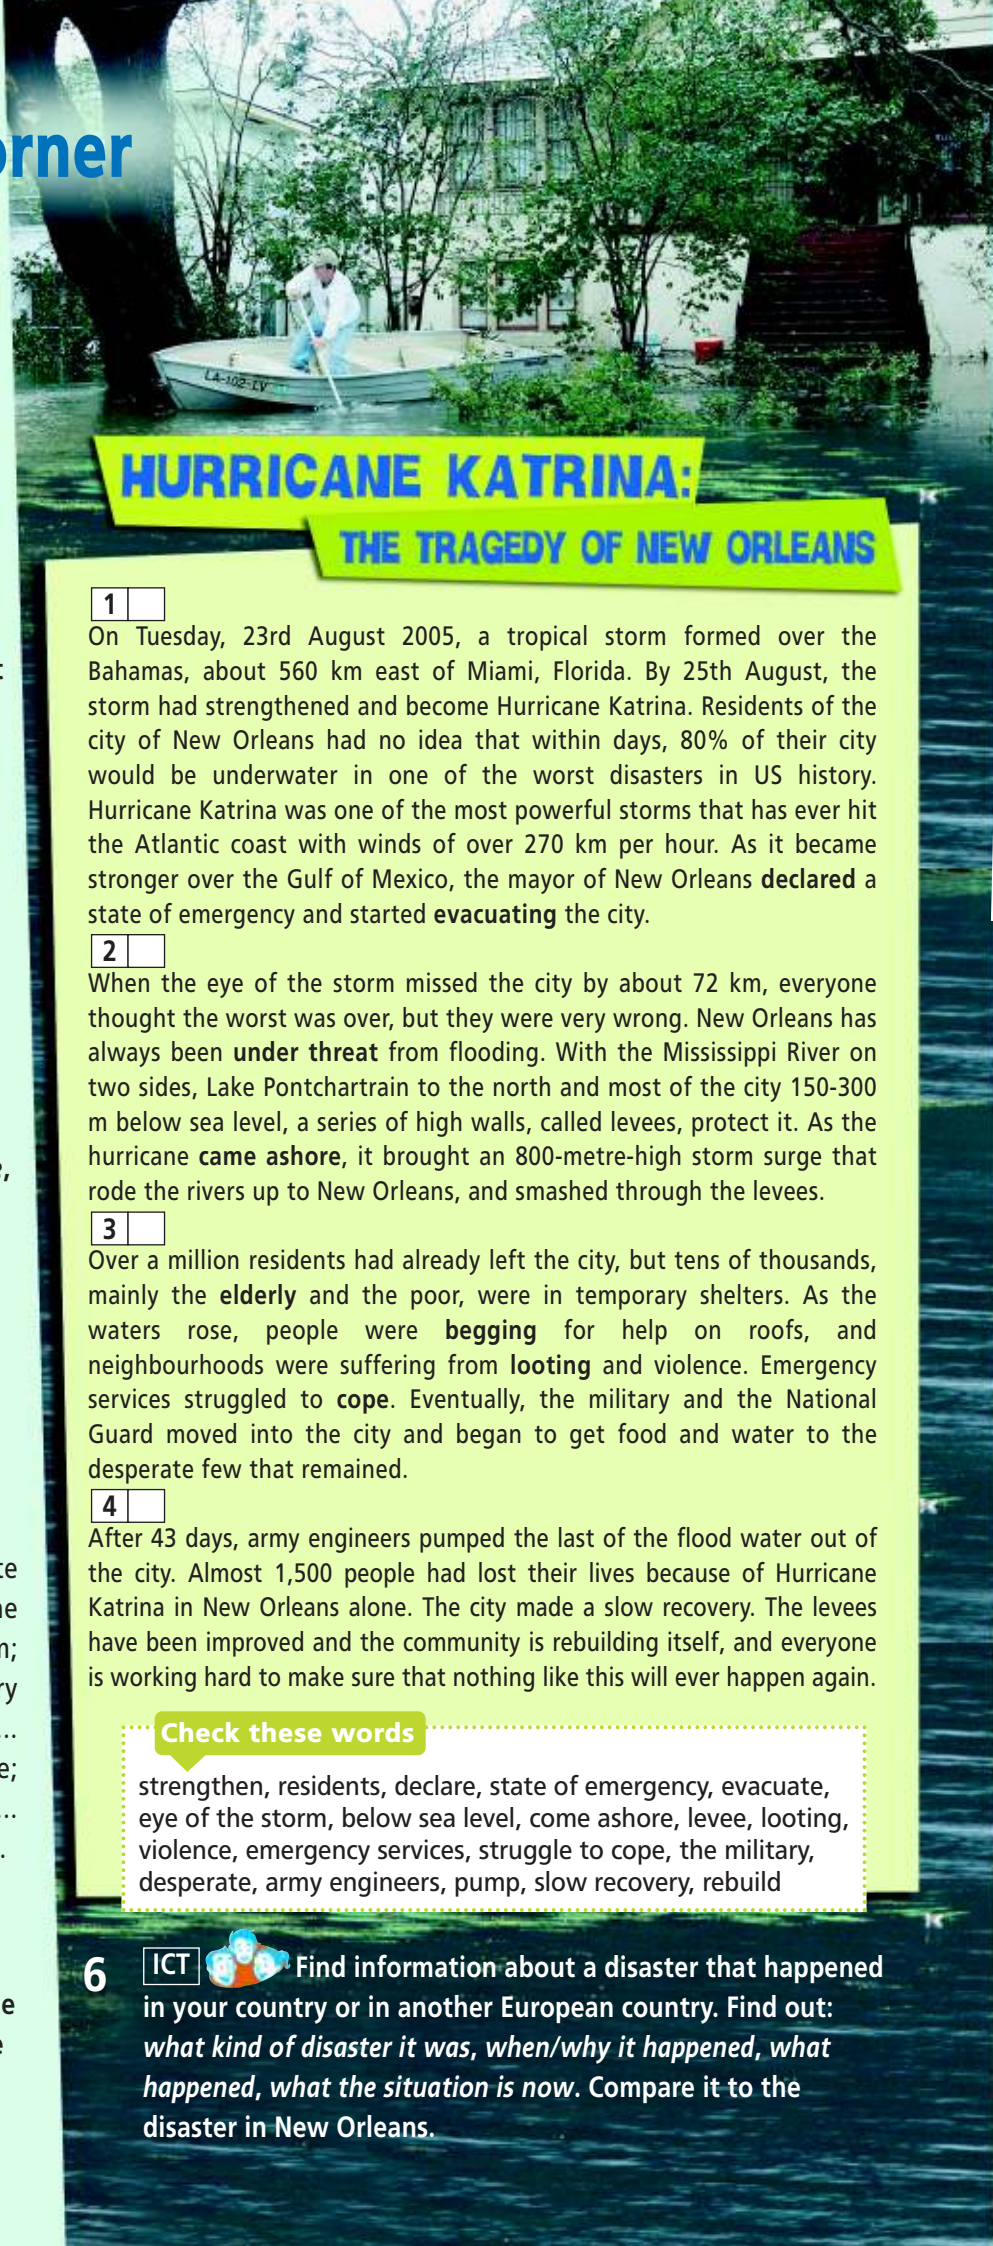 orner
LA-102-LV
HURRICANE KATRINA:
THE TRAGEDY OF NEW ORLEANS
1
On Tuesday, 23rd August 2005, a tropical storm formed over the
Bahamas, about 560 km east of Miami, Florida. By 25th August, the
storm had strengthened and become Hurricane Katrina. Residents of the
city of New Orleans had no idea that within days, 80% of their city
would be underwater in one of the worst disasters in US history.
Hurricane Katrina was one of the most powerful storms that has ever hit
the Atlantic coast with winds of over 270 km per hour. As it became
stronger over the Gulf of Mexico, the mayor of New Orleans declared a
state of emergency and started evacuating the city.
2
When the eye of the storm missed the city by about 72 km, everyone
thought the worst was over, but they were very wrong. New Orleans has
always been under threat from flooding. With the Mississippi River on
two sides, Lake Pontchartrain to the north and most of the city 150-300
m below sea level, a series of high walls, called levees, protect it. As the
hurricane came ashore, it brought an 800-metre-high storm surge that
rode the rivers up to New Orleans, and smashed through the levees.
3
Over a million residents had already left the city, but tens of thousands,
mainly the elderly and the poor, were in temporary shelters. As the
waters rose, people were begging for help on roofs, and
neighbourhoods were suffering from looting and violence. Emergency
services struggled to cope. Eventually, the military and the National
Guard moved into the city and began to get food and water to the
desperate few that remained.
4
After 43 days, army engineers pumped the last of the flood water out of
the city. Almost 1,500 people had lost their lives because of Hurricane
Katrina in New Orleans alone. The city made a slow recovery. The levees
have been improved and the community is rebuilding itself, and everyone
is working hard to make sure that nothing like this will ever happen again.
Check these words
strengthen, residents, declare, state of emergency, evacuate,
eye of the storm, below sea level, come ashore, levee, looting,
violence, emergency services, struggle to cope, the military,
desperate, army engineers, pump, slow recovery, rebuild
6 ICT Find information about a disaster that happened
in your country or in another European country. Find out:
what kind of disaster it was, when/why it happened, what
happened, what the situation is now. Compare it to the
disaster in New Orleans.